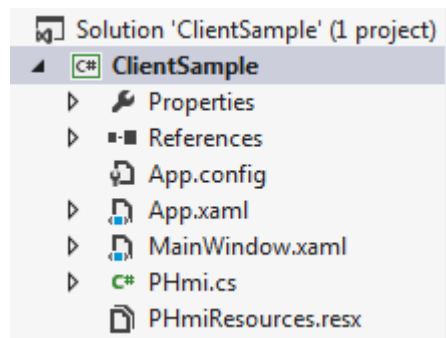 Solution 'ClientSample' (1 project)
C# ClientSample
Properties
References
App.config
App.xaml
MainWindow.xaml
C# PHmi.cs
PHmiResources.resx